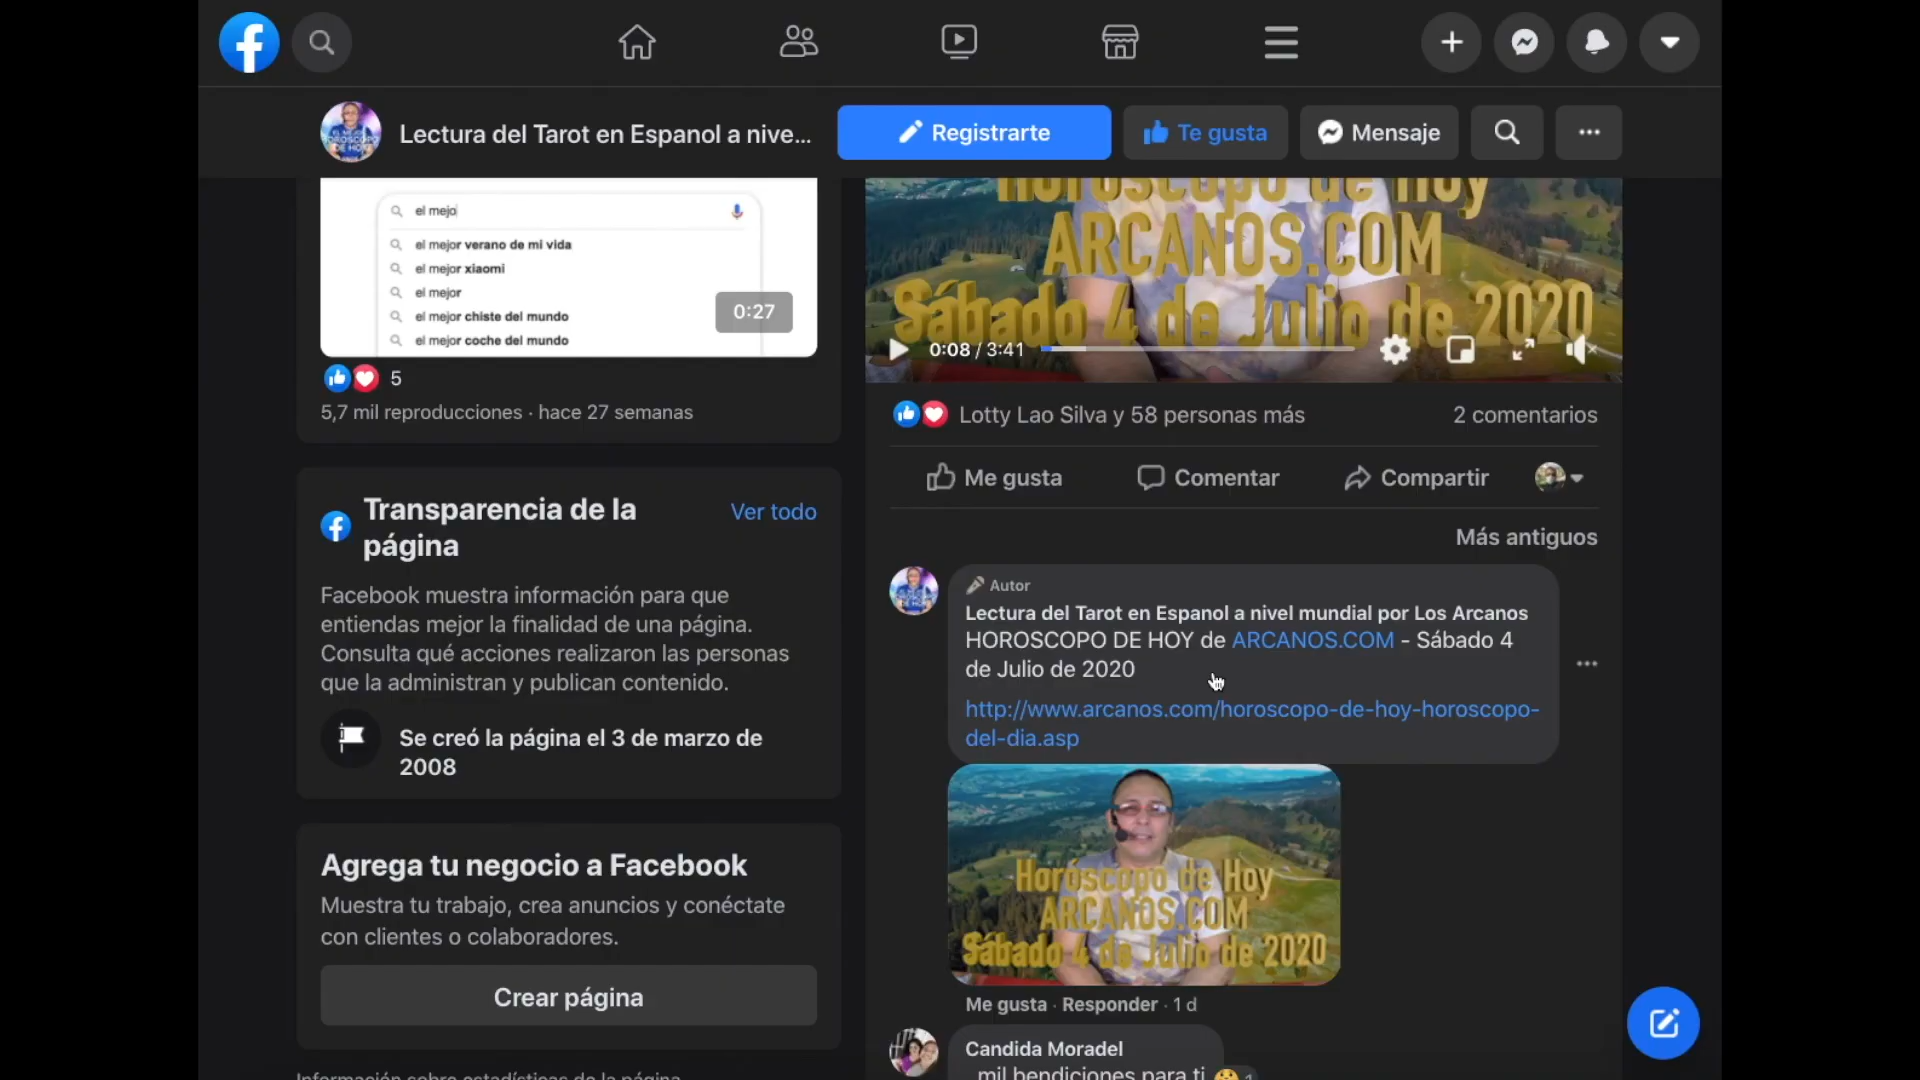 Lectura del Tarot en Espanol a nive...
Registrarte
Te gusta
Mensaje
el mejo
el mejor verano de mi vida
el mejor xiaomi
el mejor
el mejor chiste del mundo
el mejor coche del mundo
0:27
5
5,7 mil reproducciones · hace 27 semanas
Transparencia de la
página
Ver todo
Facebook muestra información para que
entiendas mejor la finalidad de una página.
Consulta qué acciones realizaron las personas
que la administran y publican contenido.
Se creó la página el 3 de marzo de
2008
Agrega tu negocio a Facebook
Muestra tu trabajo, crea anuncios y conéctate
con clientes o colaboradores.
Crear página
Información sobre estadísticas de la página
Horóscopo de Hoy
ARCANOS.COM
Sábado 4 de Julio de 2020
0:08 / 3:41
Lotty Lao Silva y 58 personas más
2 comentarios
Me gusta
Comentar
Compartir
Más antiguos
Autor
Lectura del Tarot en Espanol a nivel mundial por Los Arcanos
HOROSCOPO DE HOY de ARCANOS.COM - Sábado 4
de Julio de 2020
http://www.arcanos.com/horoscopo-de-hoy-horoscopo-
del-dia.asp
Horóscopo de Hoy
ARCANOS.COM
Sábado 4 de Julio de 2020
Me gusta · Responder · 1 d
Candida Moradel
mil bendiciones para ti
1